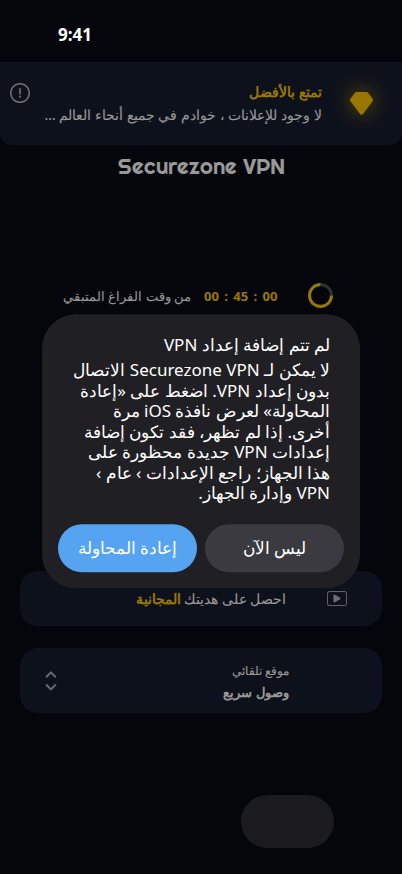 9:41
تمتع بالأفضل
لا وجود للإعلانات ، خوادم في جميع أنحاء العالم ...
Securezone VPN
00 : 45 : 00 من وقت الفراغ المتبقي
لم تتم إضافة إعداد VPN
لا يمكن لـ Securezone VPN الاتصال
بدون إعداد VPN. اضغط على «إعادة
المحاولة» لعرض نافذة iOS مرة
أخرى. إذا لم تظهر، فقد تكون إضافة
إعدادات VPN جديدة محظورة على
هذا الجهاز؛ راجع الإعدادات › عام ›
VPN وإدارة الجهاز.
ليس الآن
إعادة المحاولة
احصل على هديتك المجانية
موقع تلقائي
وصول سريع